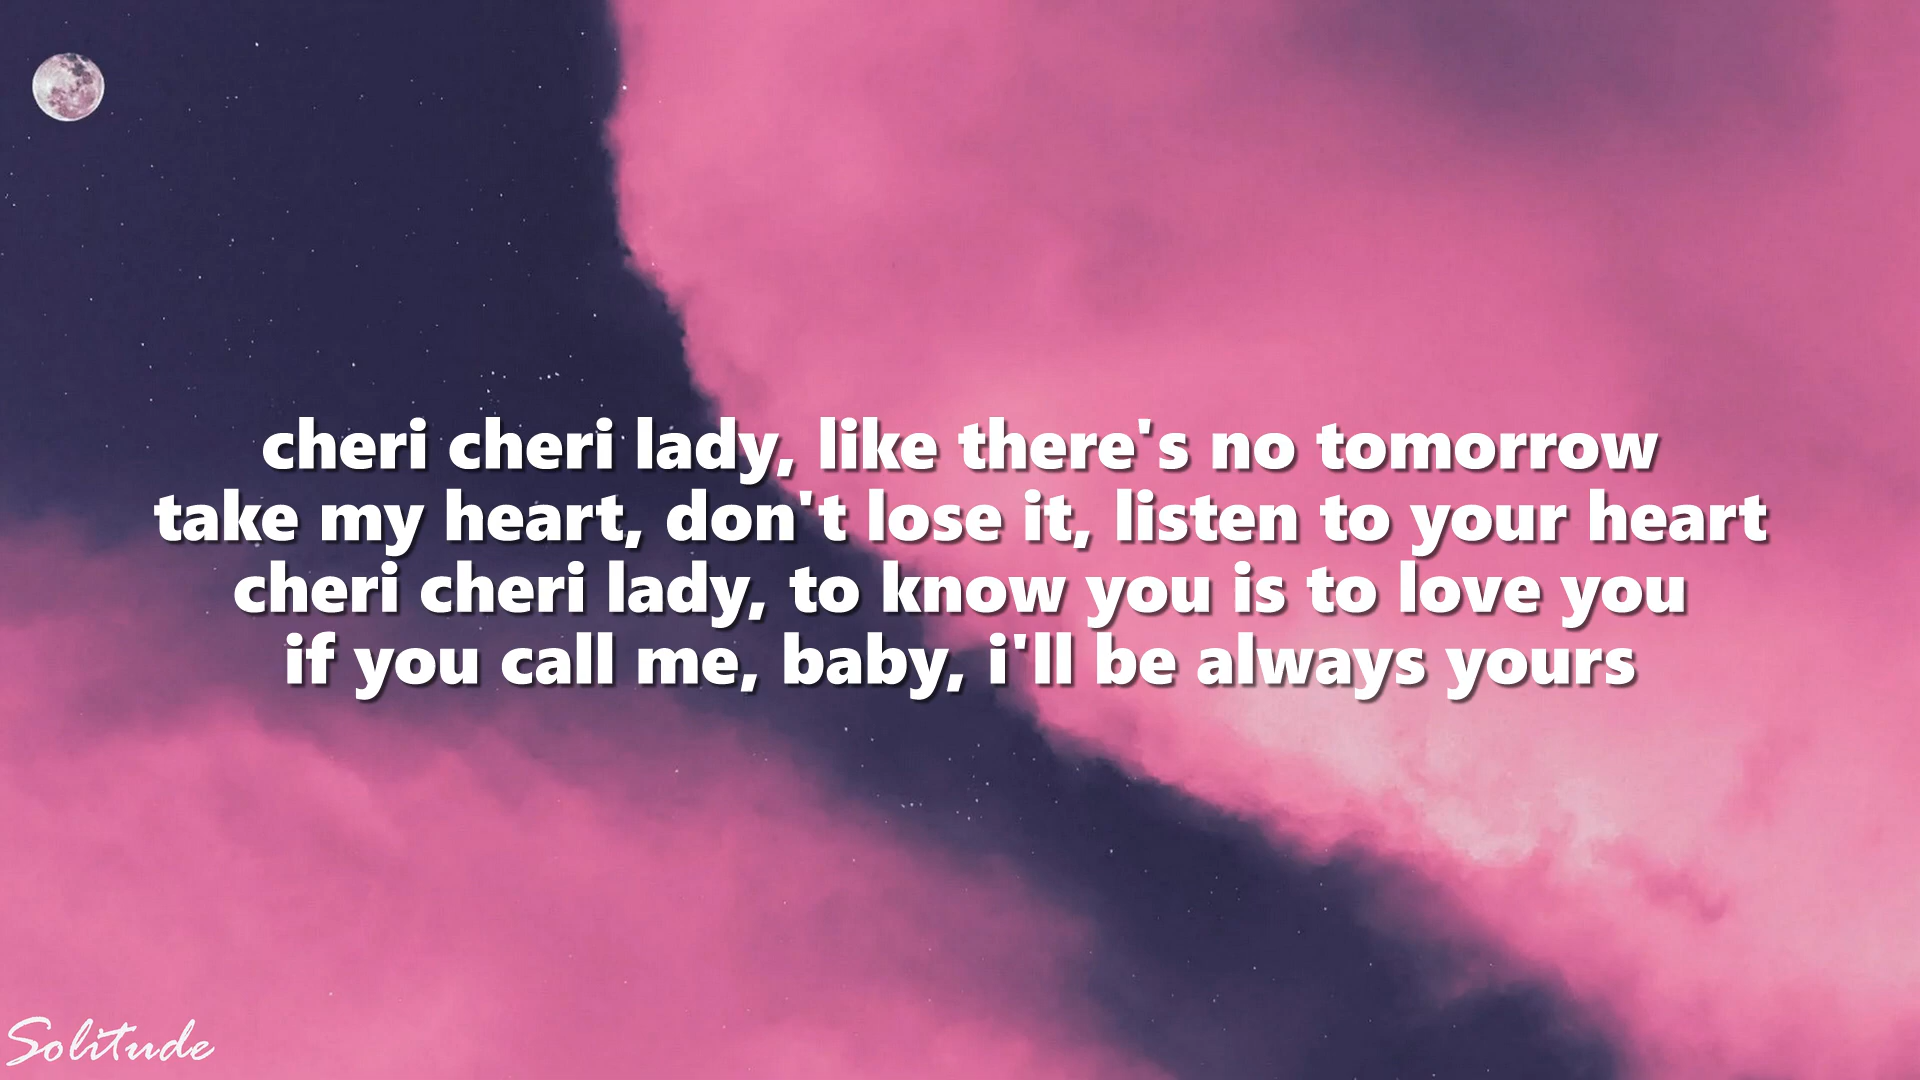 cheri cheri lady, like there's no tomorrow
take my heart, don't lose it, listen to your heart
cheri cheri lady, to know you is to love you
if you call me, baby, i'll be always yours
Solitude